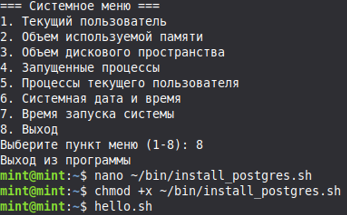 === Системное меню ===
1. Текущий пользователь
2. Объем используемой памяти
3. Объем дискового пространства
4. Запущенные процессы
5. Процессы текущего пользователя
6. Системная дата и время
7. Время запуска системы
8. Выход
Выберите пункт меню (1-8): 8
Выход из программы
mint@mint:~$ nano ~/bin/install_postgres.sh
mint@mint:~$ chmod +x ~/bin/install_postgres.sh
mint@mint:~$ hello.sh